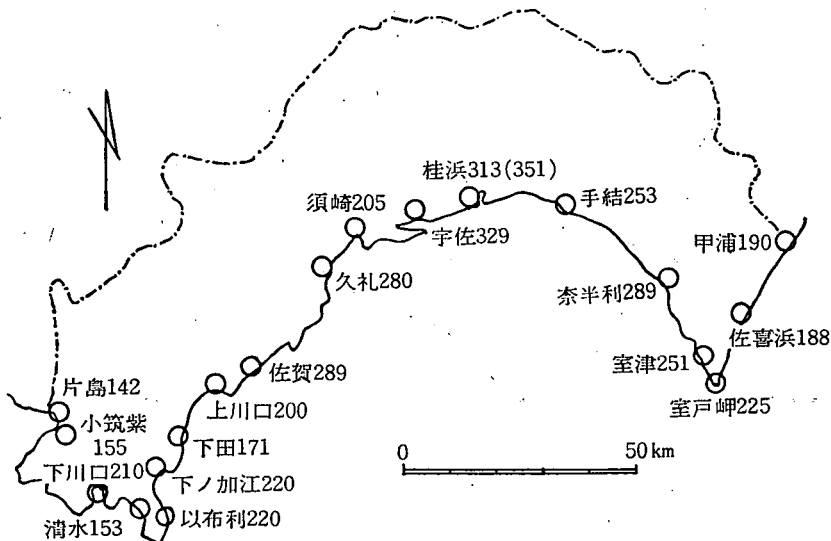 桂浜313(351)
須崎205
手結253
宇佐329
甲浦190
久礼280
奈半利289
佐喜浜188
佐賀289
室津251
片島142
上川口200
室戸岬225
小筑紫
155
下田171
0
50km
下川口210
下ノ加江220
清水153
以布利220